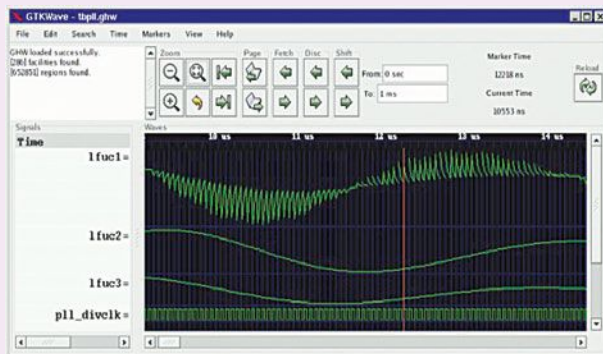 GTKWave - tbpll.ghw
File Edit Search Time Markers View Help
GHW loaded successfully.
[286] facilities found.
[652851] regions found.
Zoom Page Fetch Disc Shift
From: 0 sec
To: 1 ms
Marker Time
12218 ns
Current Time
10553 ns
Reload
Signals
Waves
Time
10 us 11 us 12 us 13 us 14 us
lfuc1=
lfuc2=
lfuc3=
pll_divclk=